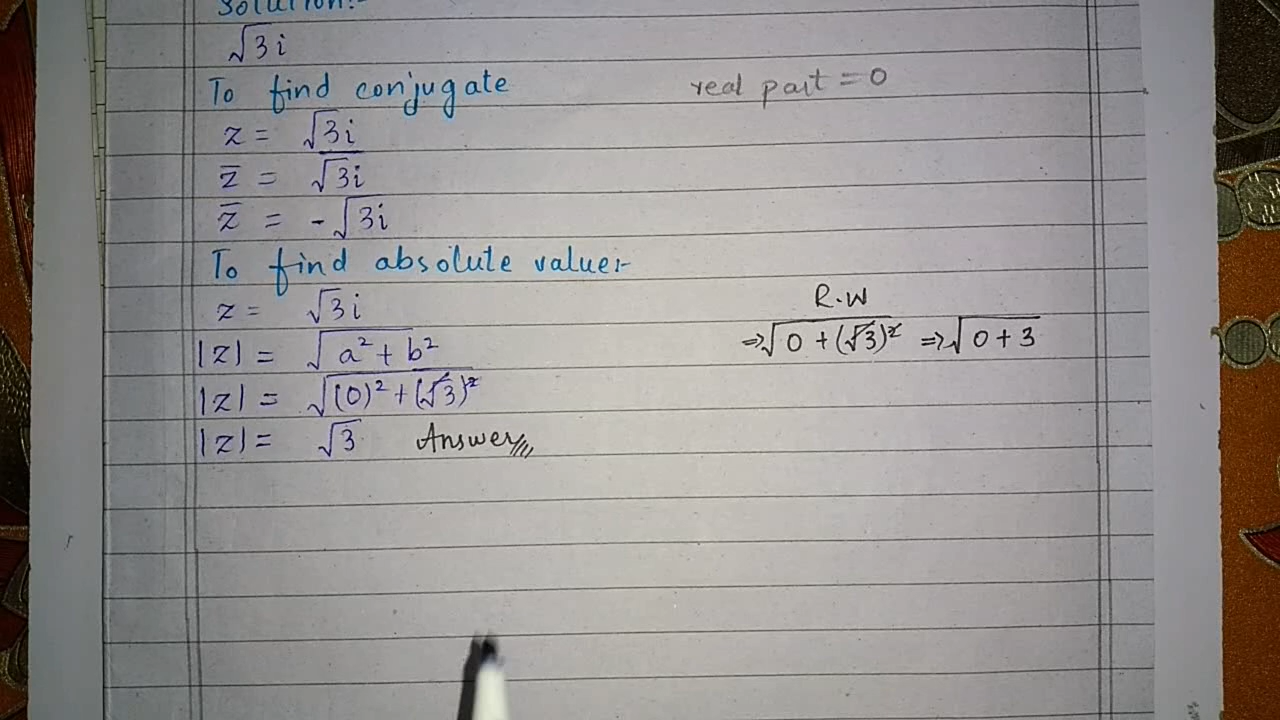 Solution:-
√3i
To find conjugate
real part = 0
z = √3i
z̅ = √3i
z̅ = -√3i
To find absolute value:-
z = √3i
R.W
|z| = √a² + b²
⇒√0 + (√3)² ⇒√0 + 3
|z| = √(0)² + (√3)²
|z| = √3 Answer